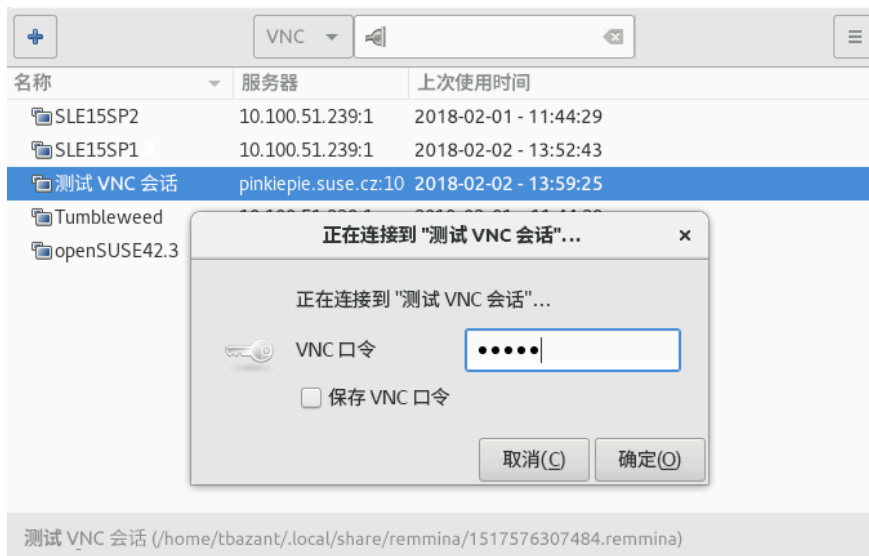 VNC
名称 服务器 上次使用时间
SLE15SP2 10.100.51.239:1 2018-02-01 - 11:44:29
SLE15SP1 10.100.51.239:1 2018-02-02 - 13:52:43
测试 VNC 会话 pinkiepie.suse.cz:10 2018-02-02 - 13:59:25
Tumbleweed
openSUSE42.3
正在连接到 "测试 VNC 会话"...
正在连接到 "测试 VNC 会话"...
VNC 口令 •••••
保存 VNC 口令
取消(C) 确定(O)
测试 VNC 会话 (/home/tbazant/.local/share/remmina/1517576307484.remmina)